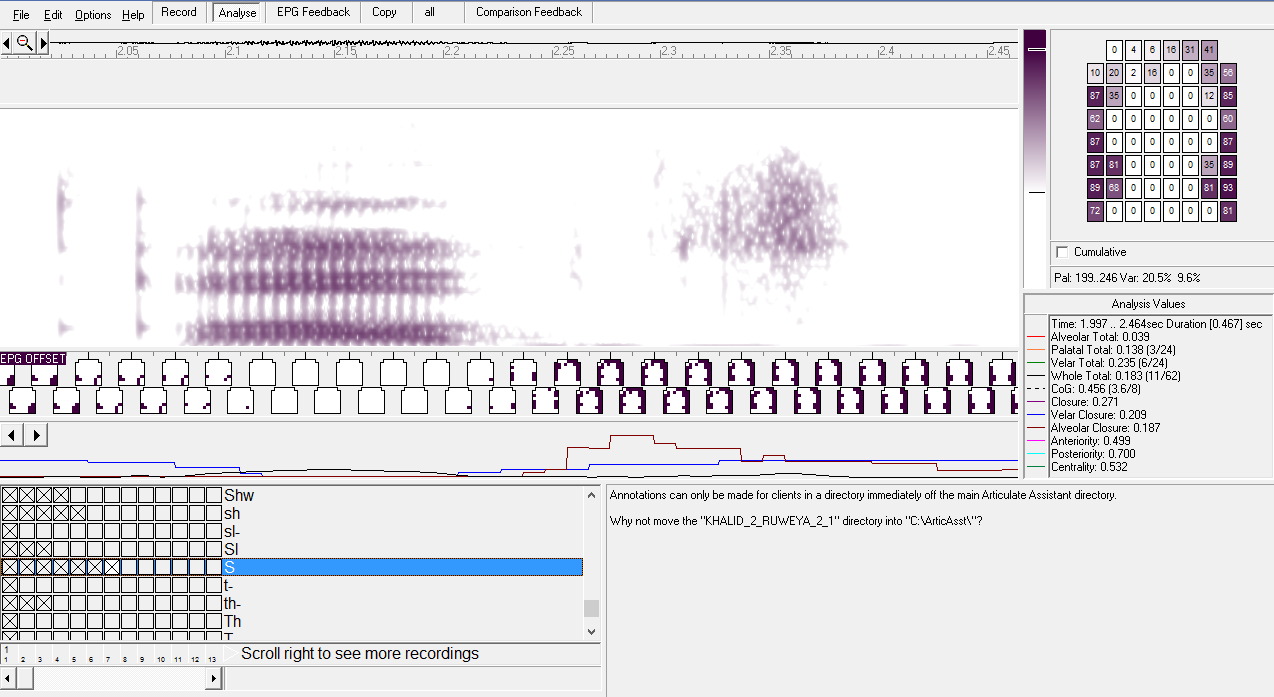 File Edit Options Help Record Analyse EPG Feedback Copy all Comparison Feedback
2.05 2.1 2.15 2.2 2.25 2.3 2.35 2.4 2.45
0 4 6 16 31 41
10 20 2 16 0 0 35 56
87 35 0 0 0 0 12 85
62 0 0 0 0 0 0 60
87 0 0 0 0 0 0 87
87 81 0 0 0 0 35 89
89 68 0 0 0 0 81 93
72 0 0 0 0 0 0 81
Cumulative
Pal: 199..246 Var: 20.5% 9.6%
Analysis Values
Time: 1.997 .. 2.464sec Duration [0.467] sec
Alveolar Total: 0.039
Palatal Total: 0.138 (3/24)
Velar Total: 0.235 (6/24)
Whole Total: 0.183 (11/62)
CoG: 0.456 (3.6/8)
Closure: 0.271
Velar Closure: 0.209
Alveolar Closure: 0.187
Anteriority: 0.499
Posteriority: 0.700
Centrality: 0.532
EPG OFFSET
Shw
sh
sl-
Sl
S
t-
th-
Th
T
1
1 2 3 4 5 6 7 8 9 10 11 12 13
Scroll right to see more recordings
Annotations can only be made for clients in a directory immediately off the main Articulate Assistant directory.
Why not move the "KHALID_2_RUWEYA_2_1" directory into "C:\ArticAsst\"?